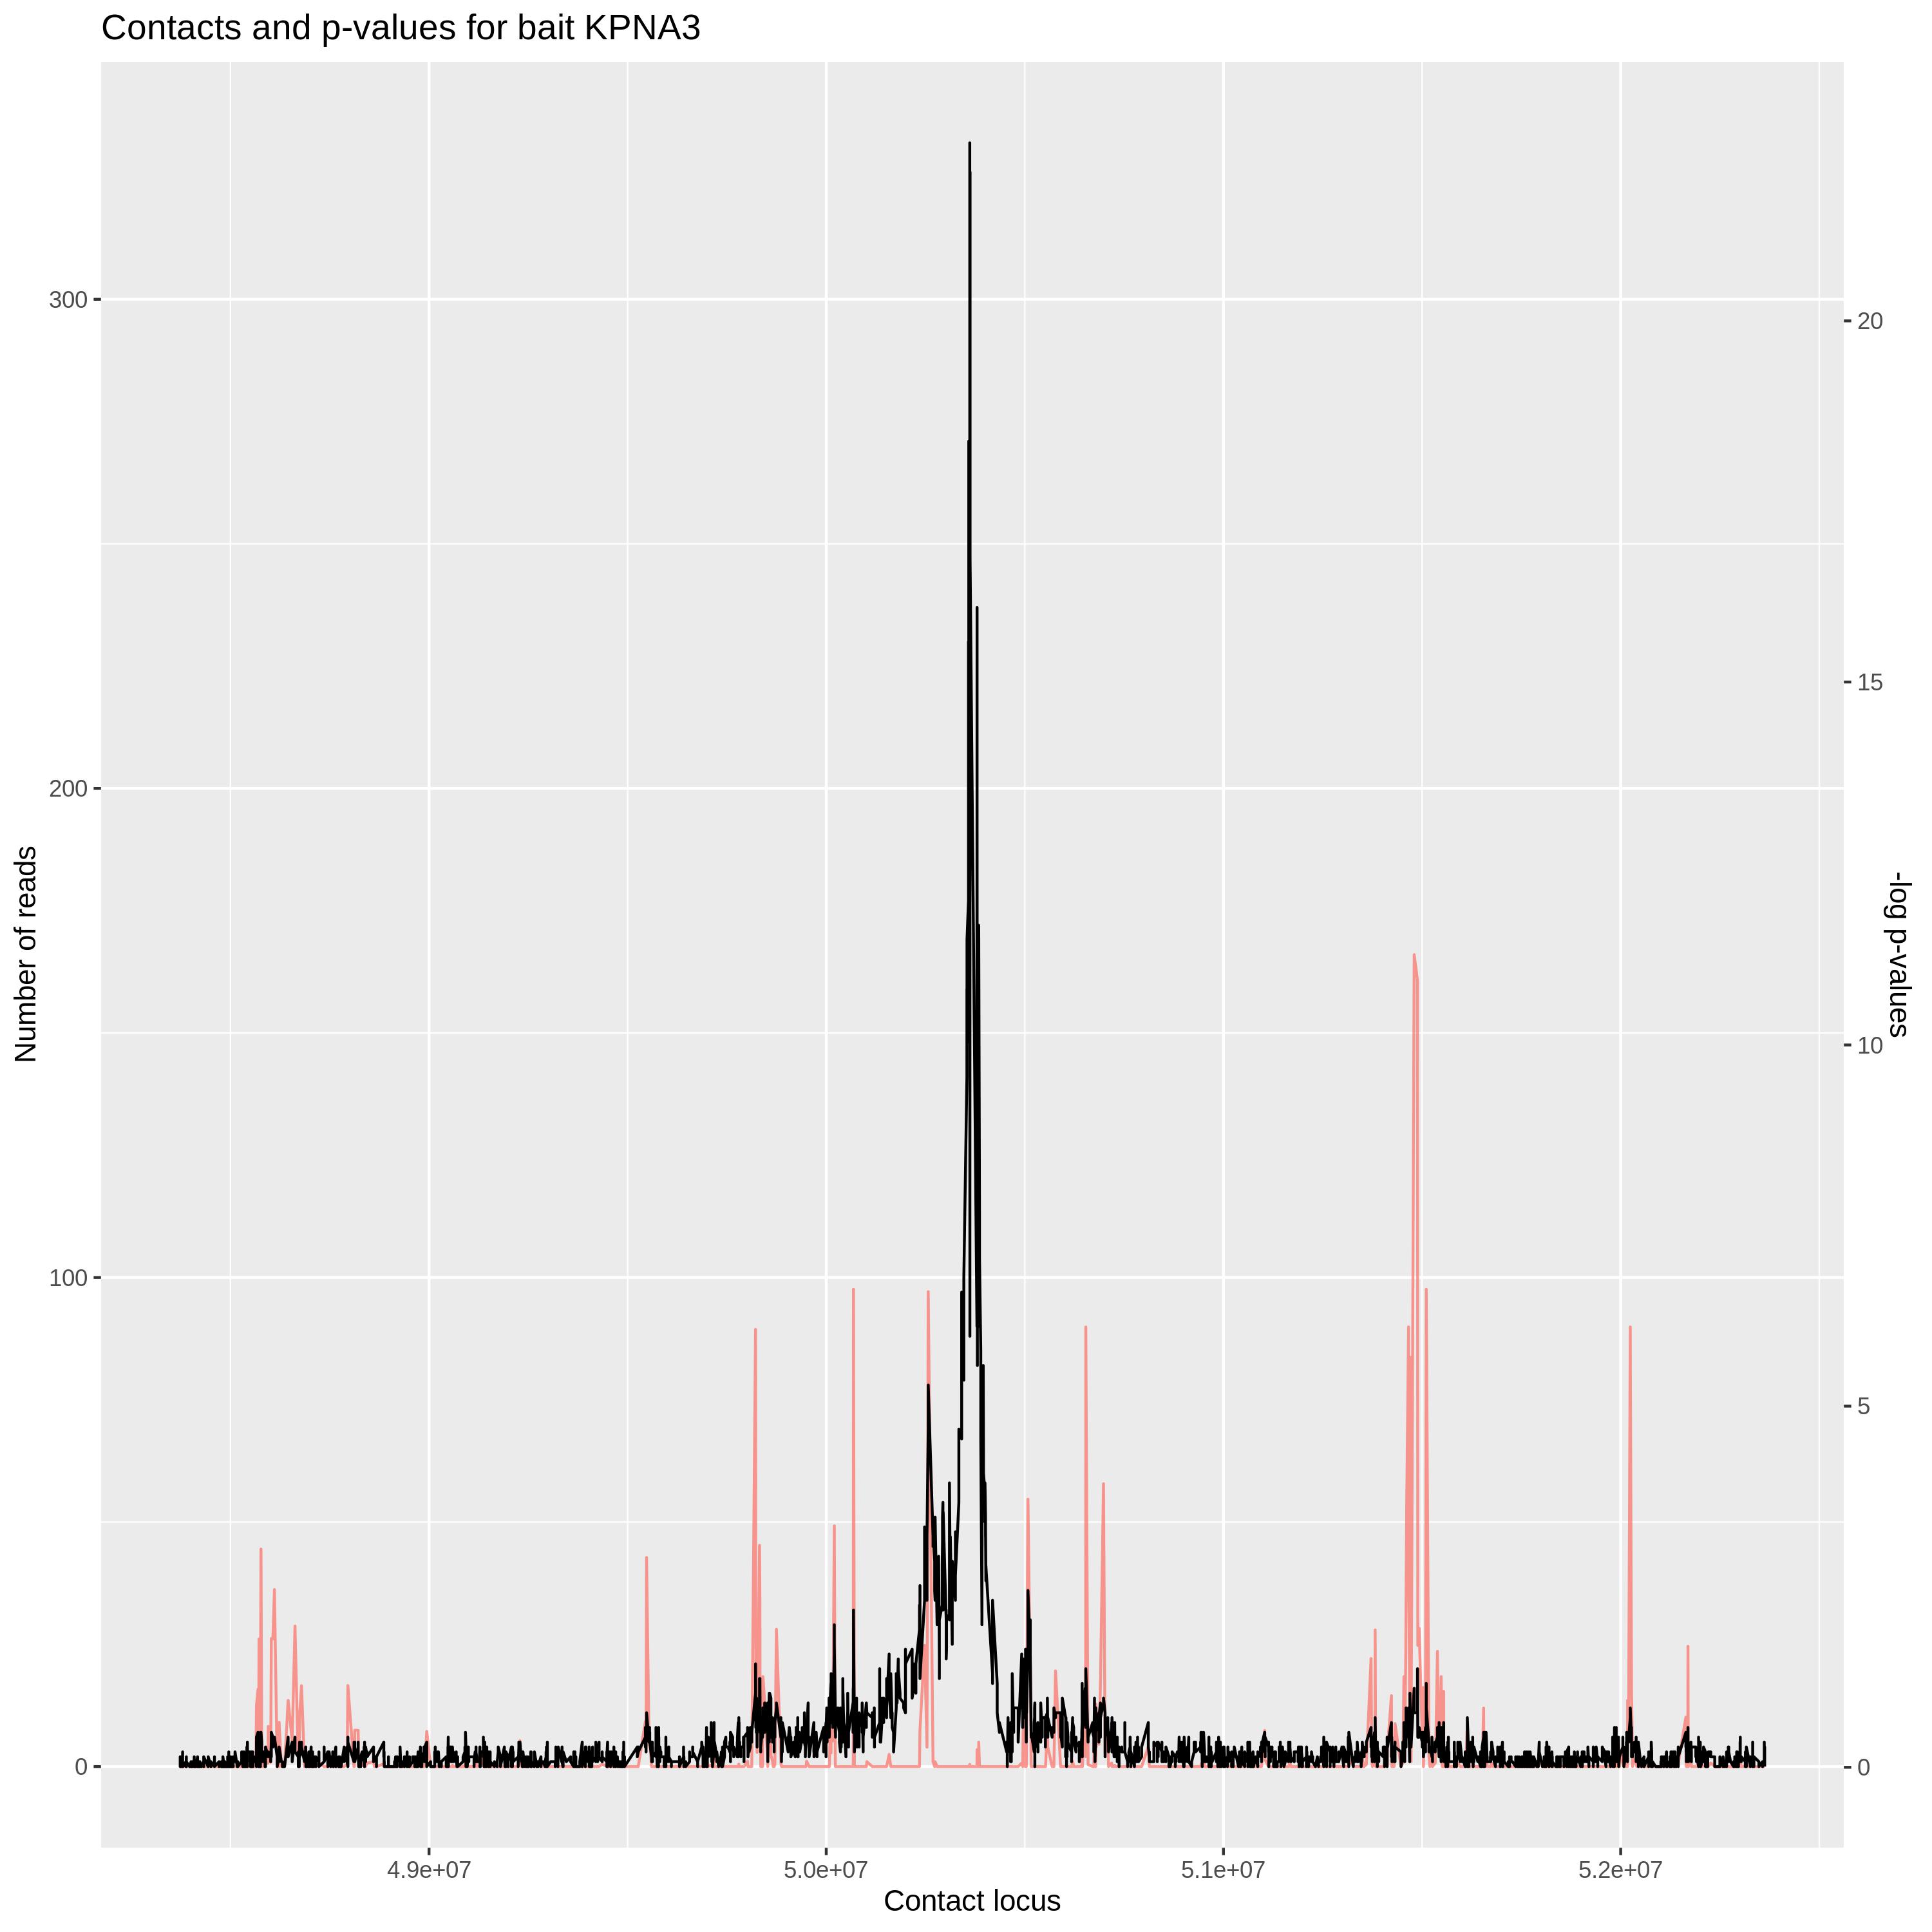 Contacts and p-values for bait KPNA3
300
200
100
0
Number of reads
20
15
10
5
0
-log p-values
4.9e+07
5.0e+07
5.1e+07
5.2e+07
Contact locus